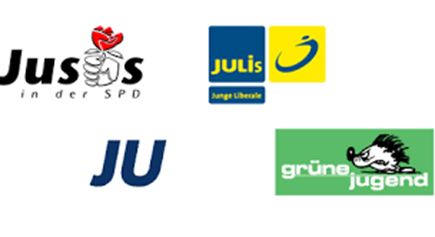 Jusos
in der SPD
JULIS
Junge Liberale
JU
grüne
jugend